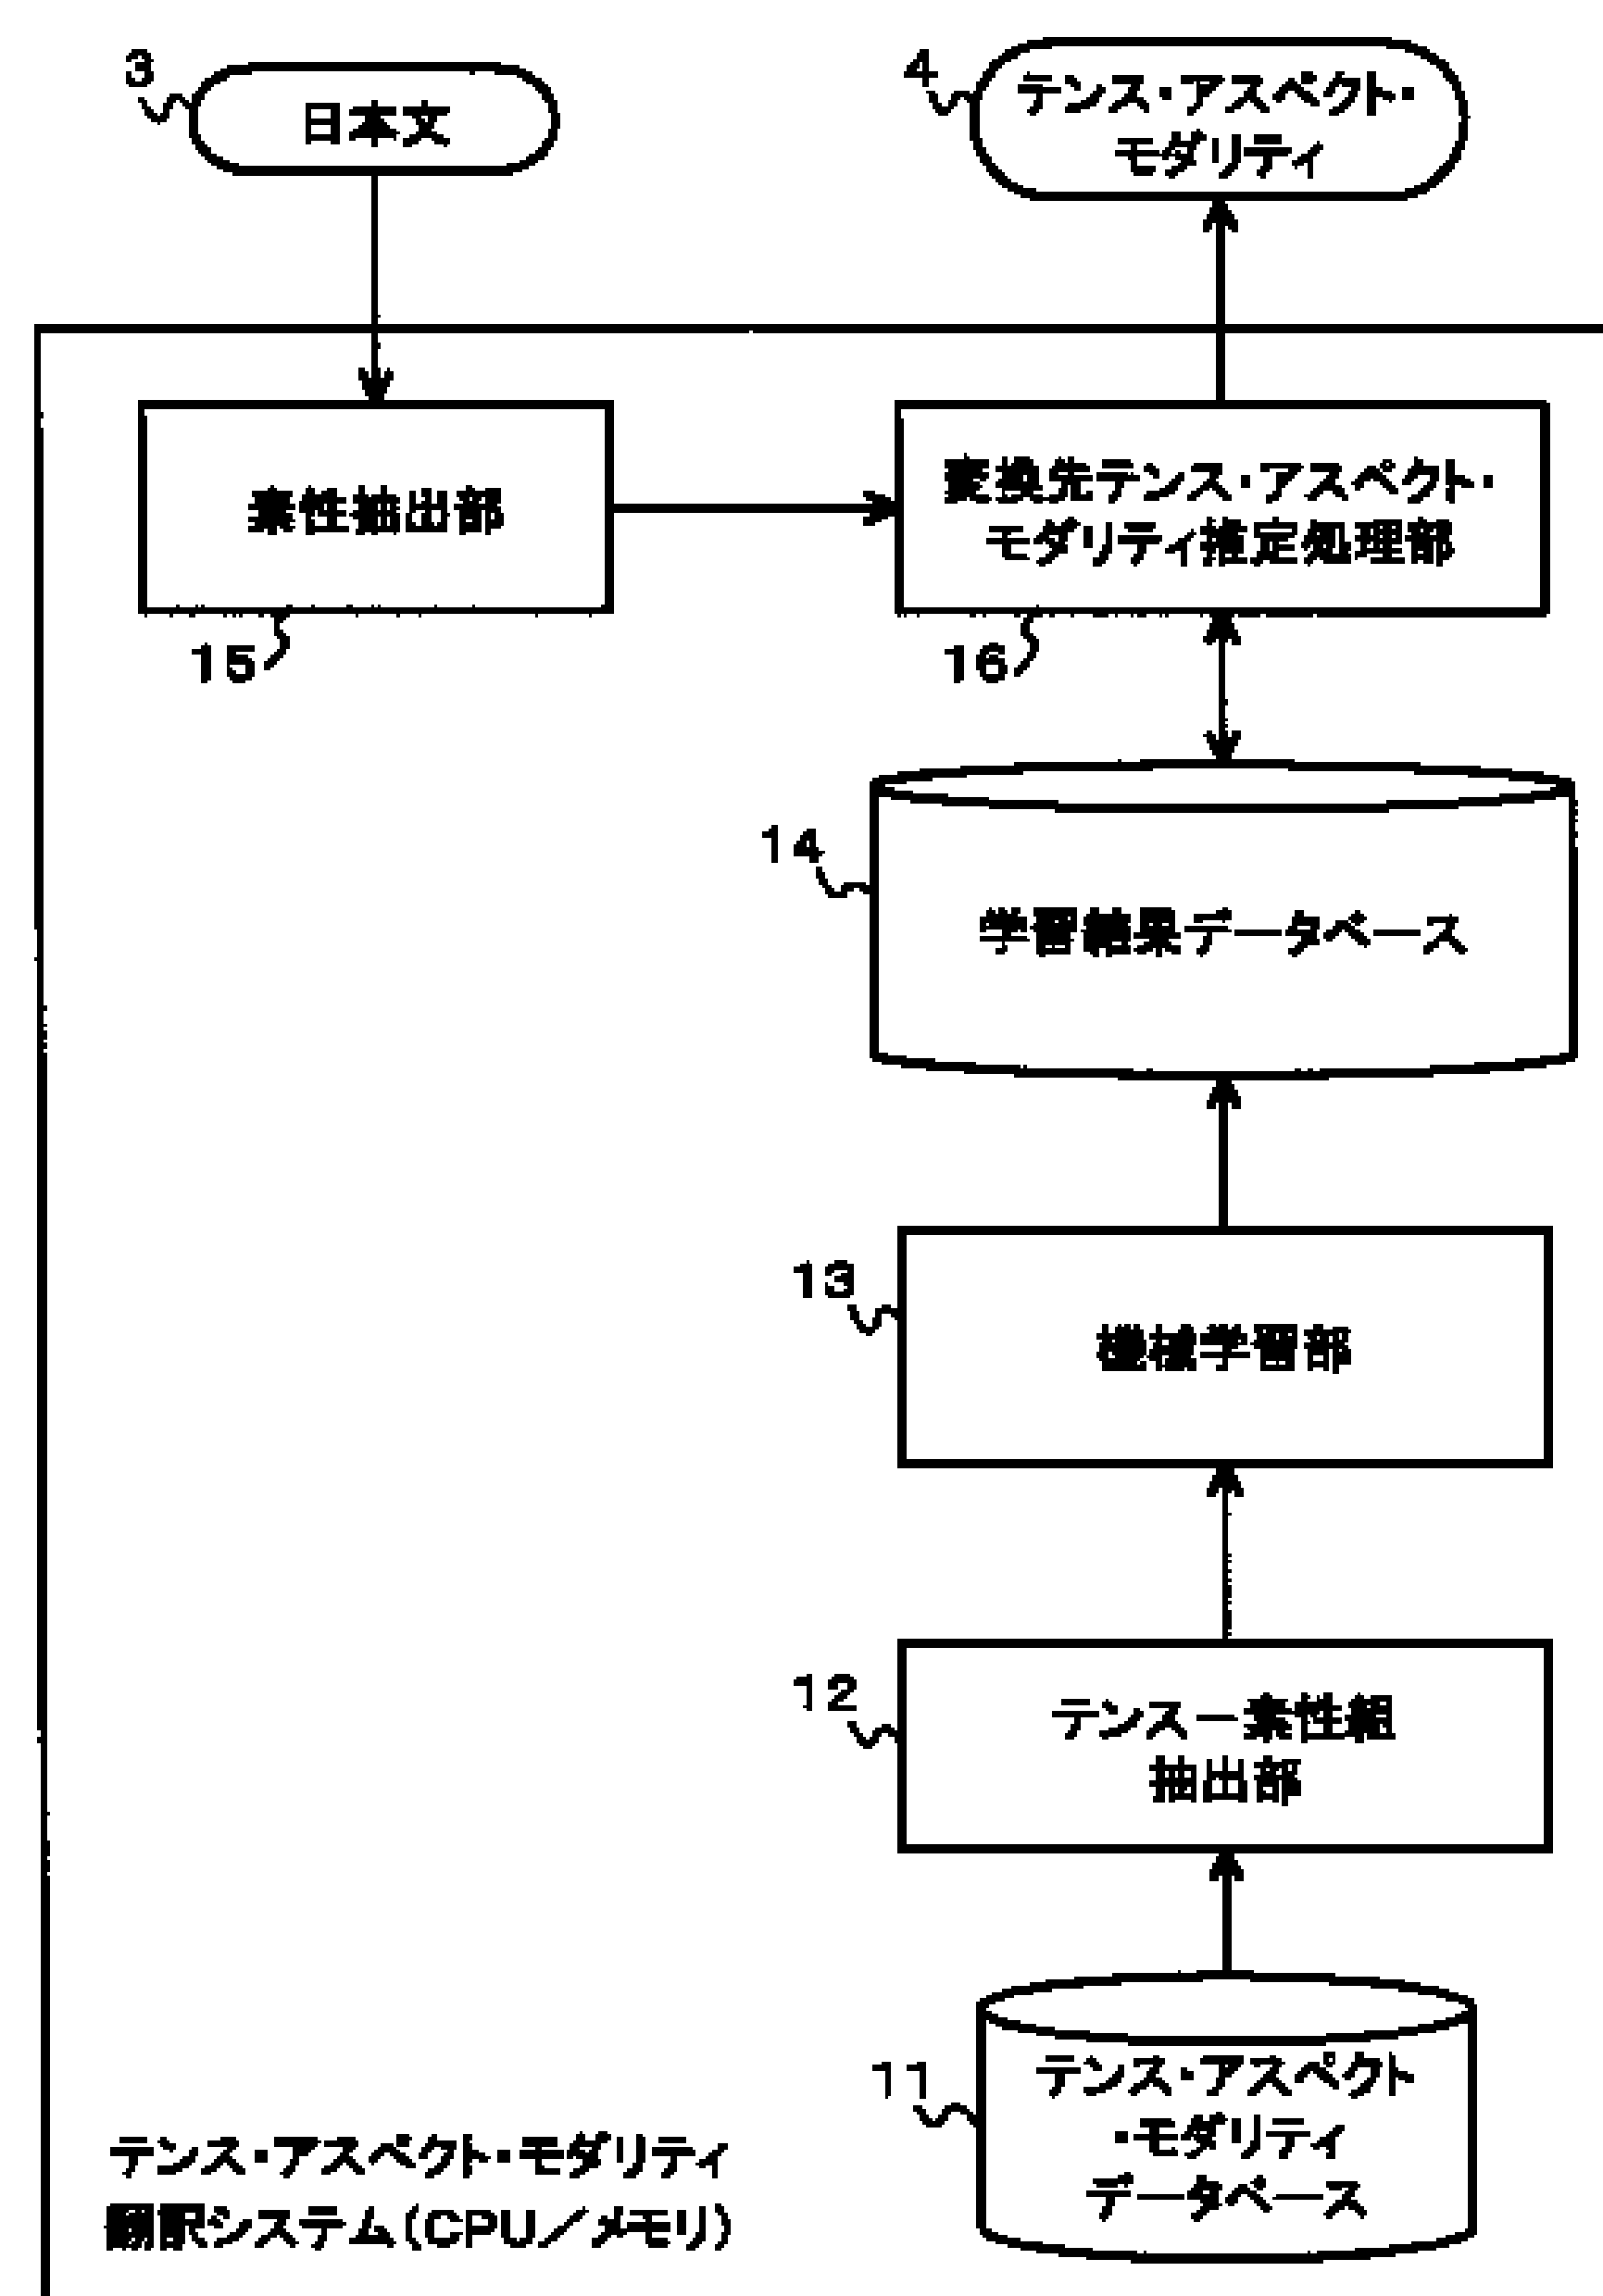 3
日本文
4
テンス・アスペクト・
モダリティ
素性抽出部
15
変換先テンス・アスペクト・
モダリティ推定処理部
16
14
学習結果データベース
13
機械学習部
12
テンスー素性組
抽出部
11
テンス・アスペクト
・モダリティ
データベース
テンス・アスペクト・モダリティ
翻訳システム(CPU/メモリ)